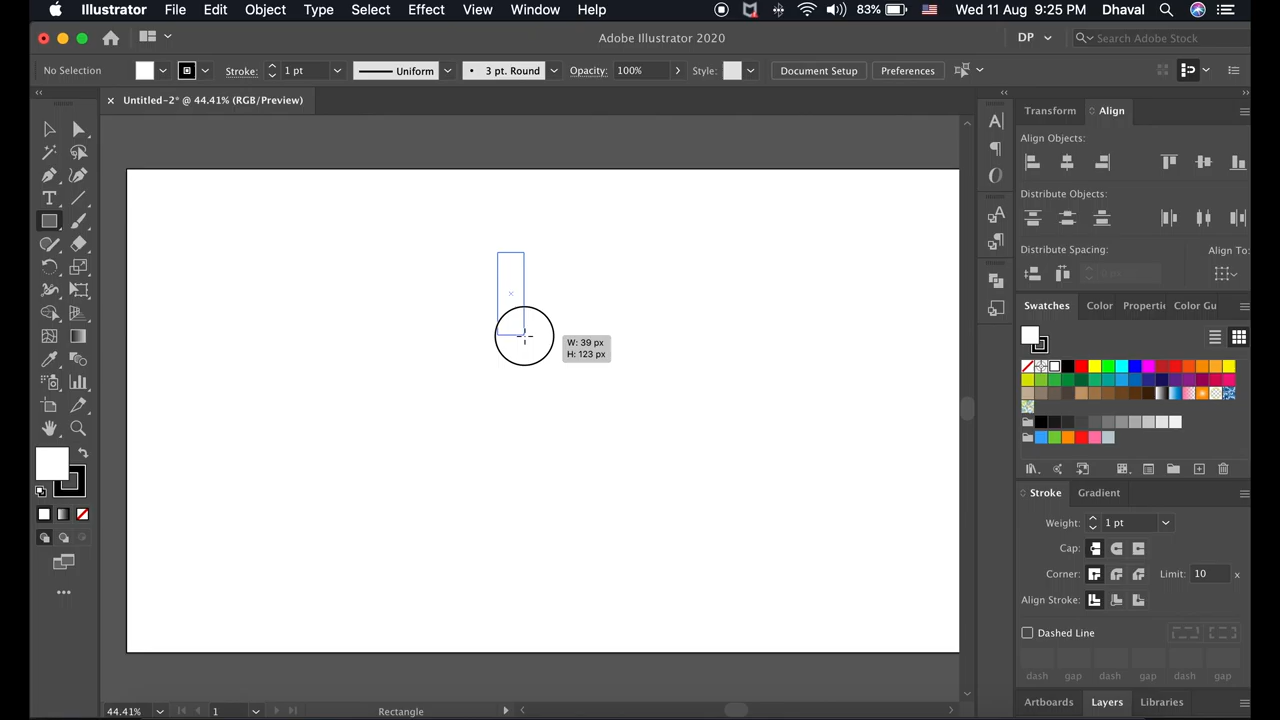 Illustrator File Edit Object Type Select Effect View Window Help 83% Wed 11 Aug 9:25 PM Dhaval
Adobe Illustrator 2020 DP Search Adobe Stock
No Selection Stroke: 1 pt Uniform 3 pt. Round Opacity: 100% Style: Document Setup Preferences
× Untitled-2* @ 44.41% (RGB/Preview)
Transform Align
Align Objects:
Distribute Objects:
Distribute Spacing: Align To:
0 px
Swatches Color Properti Color Gu
W: 39 px
H: 123 px
Stroke Gradient
Weight: 1 pt
Cap:
Corner: Limit: 10 x
Align Stroke:
Dashed Line
dash gap dash gap dash gap
Artboards Layers Libraries
44.41% 1 Rectangle